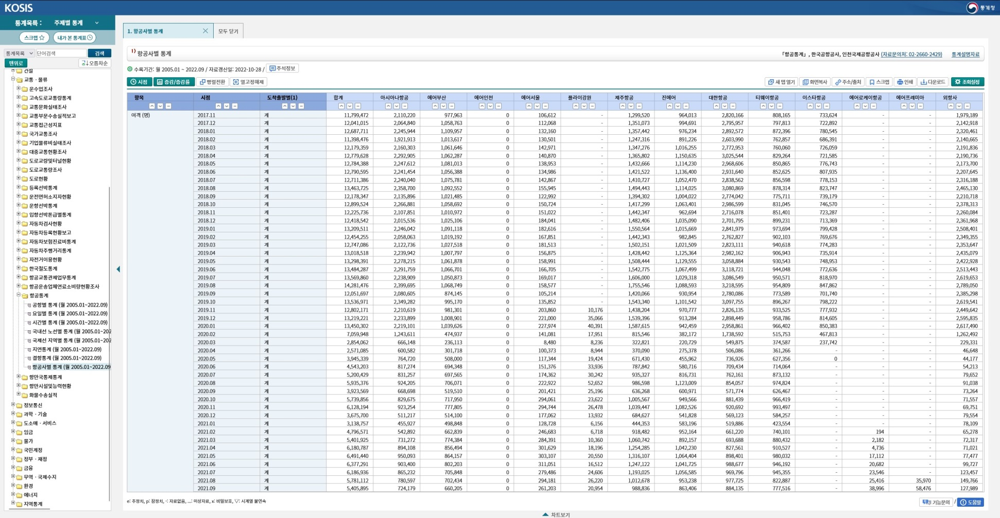 KOSIS
통계청
통계목록 : 주제별 통계
스크랩 내가 본 통계표
통계목록 단어검색 검색
맨위로 오름차순
건설
교통 · 물류
운수업조사
고속도로교통량통계
교통문화실태조사
교통부문수송실적보고
교통접근성지표
국가교통조사
기업물류비실태조사
대중교통현황조사
도로교량및터널현황
도로교통량조사
도로현황
등록선박통계
운전면허소지자현황
운항선박통계
입항선박톤급별통계
자동차검사현황
자동차등록현황보고
자동차보험진료비통계
자동차주행거리통계
자전거이용현황
한국철도통계
항공교통관제업무통계
항공운송업체연료소비량현황조사
항공통계
공항별 통계 (월 2005.01~2022.09)
요일별 통계 (월 2005.01~2022.09)
시간별 통계 (월 2005.01~2022.09)
국내선 노선별 통계 (월 2005.01~202
국제선 지역별 통계 (월 2005.01~202
지연통계 (월 2005.01~2022.09)
결항통계 (월 2005.01~2022.09)
항공사별 통계 (월 2005.01~2022.09
항만국통제통계
항만시설및능력현황
화물수송실적
정보통신
과학 · 기술
도소매 · 서비스
임금
물가
국민계정
정부 · 재정
금융
무역 · 국제수지
환경
에너지
지역통계
1. 항공사별 통계 모두 닫기
1) 항공사별 통계
「항공통계」, 한국공항공사, 인천국제공항공사 (자료문의처: 02-2660-2429) 통계설명자료
수록기간: 월 2005.01 ~ 2022.09 / 자료갱신일: 2022-10-28 / 주석정보
시점 증감/증감률 행렬전환 열고정해제 새 탭 열기 화면복사 주소/출처 스크랩 인쇄 다운로드 조회설정
항목 시점 도착출발별(1) 합계 아시아나항공 에어부산 에어인천 에어서울 플라이강원 제주항공 진에어 대한항공 티웨이항공 이스타항공 에어로케이항공 에어프레미아 외항사
여객 (명) 2017.11 계 11,799,472 2,110,220 977,963 0 106,612 - 1,299,520 964,013 2,820,166 808,165 733,624 - - 1,979,189
2017.12 계 12,041,015 2,064,840 1,058,763 0 112,068 - 1,351,073 994,691 2,795,957 797,813 722,892 - - 2,142,918
2018.01 계 12,687,711 2,245,944 1,109,957 0 132,160 - 1,357,442 976,234 2,892,572 872,396 780,545 - - 2,320,461
2018.02 계 11,398,476 1,921,913 1,013,617 0 130,501 - 1,247,316 891,226 2,603,990 762,857 686,391 - - 2,140,665
2018.03 계 12,179,359 2,160,303 1,061,646 0 142,971 - 1,347,276 1,016,255 2,772,953 760,060 726,059 - - 2,191,836
2018.04 계 12,779,628 2,292,905 1,062,287 0 140,870 - 1,365,802 1,150,635 3,025,544 829,264 721,585 - - 2,190,736
2018.05 계 12,784,388 2,247,612 1,081,013 0 138,953 - 1,432,666 1,114,230 2,968,606 850,865 776,743 - - 2,173,700
2018.06 계 12,790,595 2,241,454 1,056,388 0 134,986 - 1,421,522 1,136,400 2,931,640 852,625 807,935 - - 2,207,645
2018.07 계 12,711,386 2,240,040 1,075,781 0 142,867 - 1,410,727 1,052,470 2,838,562 856,598 778,153 - - 2,316,188
2018.08 계 13,463,725 2,358,700 1,092,552 0 155,945 - 1,494,443 1,114,025 3,080,869 878,314 823,747 - - 2,465,130
2018.09 계 12,178,347 2,135,896 1,021,485 0 122,992 - 1,394,302 1,004,022 2,774,042 775,711 739,179 - - 2,210,718
2018.10 계 12,899,524 2,266,881 1,058,692 0 150,724 - 1,417,299 1,063,401 2,986,599 831,045 746,570 - - 2,378,313
2018.11 계 12,225,736 2,107,851 1,010,972 0 151,022 - 1,442,347 962,694 2,716,078 851,401 723,287 - - 2,260,084
2018.12 계 12,418,542 2,015,536 1,025,106 0 184,041 - 1,482,406 1,035,090 2,701,795 899,231 713,369 - - 2,361,968
2019.01 계 13,209,511 2,246,042 1,091,118 0 182,616 - 1,550,564 1,015,669 2,841,979 973,694 799,428 - - 2,508,401
2019.02 계 12,454,255 2,058,063 1,019,192 0 167,851 - 1,442,343 982,845 2,762,827 902,103 769,676 - - 2,349,355
2019.03 계 12,747,086 2,122,736 1,027,518 0 181,513 - 1,502,151 1,021,509 2,823,111 940,618 774,283 - - 2,353,647
2019.04 계 13,018,518 2,239,942 1,007,797 0 156,875 - 1,428,442 1,125,364 2,982,162 906,943 735,914 - - 2,435,079
2019.05 계 13,298,391 2,278,215 1,061,878 0 158,991 - 1,508,444 1,129,555 3,058,884 930,543 748,953 - - 2,422,928
2019.06 계 13,484,287 2,291,759 1,066,701 0 166,705 - 1,542,775 1,067,499 3,118,721 944,048 772,636 - - 2,513,443
2019.07 계 13,569,860 2,238,909 1,050,873 0 169,017 - 1,606,000 1,029,318 3,086,549 950,571 818,970 - - 2,619,653
2019.08 계 14,281,476 2,399,695 1,068,749 0 158,577 - 1,755,546 1,088,593 3,218,595 954,809 847,862 - - 2,789,050
2019.09 계 12,051,697 2,080,605 874,145 0 105,214 - 1,420,066 930,954 2,780,086 773,589 701,740 - - 2,385,298
2019.10 계 13,536,971 2,349,282 995,170 0 135,852 - 1,543,340 1,101,542 3,097,755 896,267 798,222 - - 2,619,541
2019.11 계 12,802,171 2,210,619 981,301 0 203,860 10,176 1,438,204 970,777 2,826,135 933,525 777,932 - - 2,449,642
2019.12 계 13,219,221 2,233,899 1,008,901 0 221,000 35,066 1,539,396 913,284 2,898,449 958,786 814,605 - - 2,595,835
2020.01 계 13,450,302 2,219,101 1,039,626 0 227,974 40,391 1,587,615 942,459 2,958,861 966,402 850,383 - - 2,617,490
2020.02 계 7,059,948 1,243,611 474,937 0 141,081 17,951 815,546 382,172 1,738,592 515,753 467,813 - - 1,262,492
2020.03 계 2,854,062 666,148 236,113 0 8,480 8,236 322,821 220,729 549,875 374,587 237,742 - - 229,331
2020.04 계 2,571,085 600,582 301,718 0 100,373 8,944 370,090 275,378 506,086 361,266 - - - 46,648
2020.05 계 3,945,339 764,720 508,000 0 117,344 19,424 671,430 455,962 736,926 627,356 0 - - 44,177
2020.06 계 4,543,203 817,274 694,348 0 151,376 33,936 787,842 580,716 709,434 714,064 - - - 54,213
2020.07 계 5,200,429 831,257 697,565 0 174,362 30,242 935,327 816,731 762,161 873,132 - - - 79,652
2020.08 계 5,935,376 924,205 706,071 0 222,922 52,652 986,598 1,123,009 854,057 974,824 - - - 91,038
2020.09 계 3,923,569 668,698 519,510 0 201,421 25,196 636,268 600,971 571,774 626,467 - - - 73,264
2020.10 계 5,739,856 829,675 717,950 0 294,061 23,622 1,005,567 949,566 881,439 966,419 - - - 71,557
2020.11 계 6,128,194 923,254 777,805 0 294,744 26,478 1,039,447 1,082,526 920,692 993,497 - - - 69,751
2020.12 계 3,675,700 511,217 514,100 0 177,062 13,932 684,627 541,828 569,123 584,257 - - - 79,554
2021.01 계 3,138,757 455,927 498,848 0 128,728 6,156 444,353 583,196 519,886 423,554 - - - 78,109
2021.02 계 4,796,571 542,892 662,839 0 246,683 6,718 918,482 952,164 661,220 740,101 - 194 - 65,278
2021.03 계 5,401,925 731,272 774,384 0 284,391 10,360 1,060,742 892,157 693,688 880,432 - 2,182 - 72,317
2021.04 계 6,180,787 894,108 856,494 0 301,629 18,196 1,254,285 1,042,230 827,561 910,527 - 4,736 - 71,021
2021.05 계 6,491,440 950,093 864,157 0 303,107 20,550 1,316,107 1,064,404 898,401 980,032 - 17,112 - 77,477
2021.06 계 6,377,291 903,400 802,203 0 311,051 16,512 1,247,122 1,041,725 988,677 946,192 - 20,682 - 99,727
2021.07 계 6,186,936 865,232 705,848 0 279,486 24,606 1,193,025 1,056,585 969,796 945,355 - 23,546 - 123,457
2021.08 계 5,781,112 780,597 702,434 0 294,181 26,220 1,012,678 953,238 977,725 822,887 - 25,416 35,970 149,766
2021.09 계 5,405,895 724,179 660,205 0 261,203 20,954 988,836 863,406 884,135 777,516 - 38,996 58,476 127,989
e: 추정치, p: 잠정치, -: 자료없음, ...: 미상자료, x: 비밀보호, ▽: 시계열 불연속
기능문의 / 도움말
차트보기